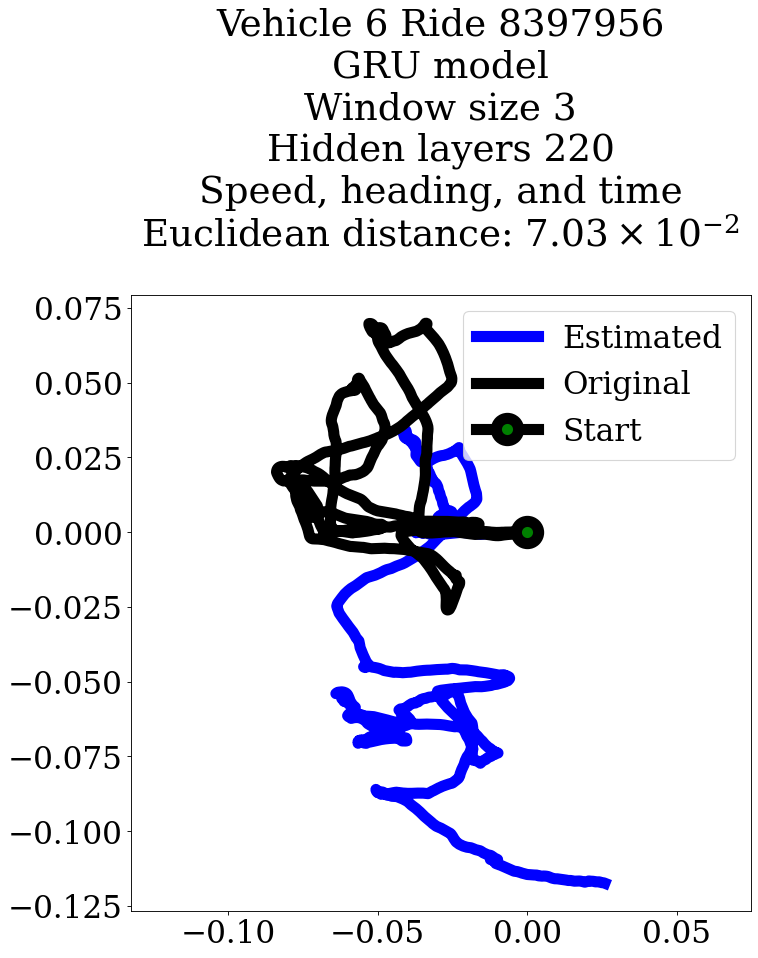 Vehicle 6 Ride 8397956
GRU model
Window size 3
Hidden layers 220
Speed, heading, and time
Euclidean distance: 7.03 × 10⁻²
Estimated
Original
Start
0.075
0.050
0.025
0.000
−0.025
−0.050
−0.075
−0.100
−0.125
−0.10 −0.05 0.00 0.05